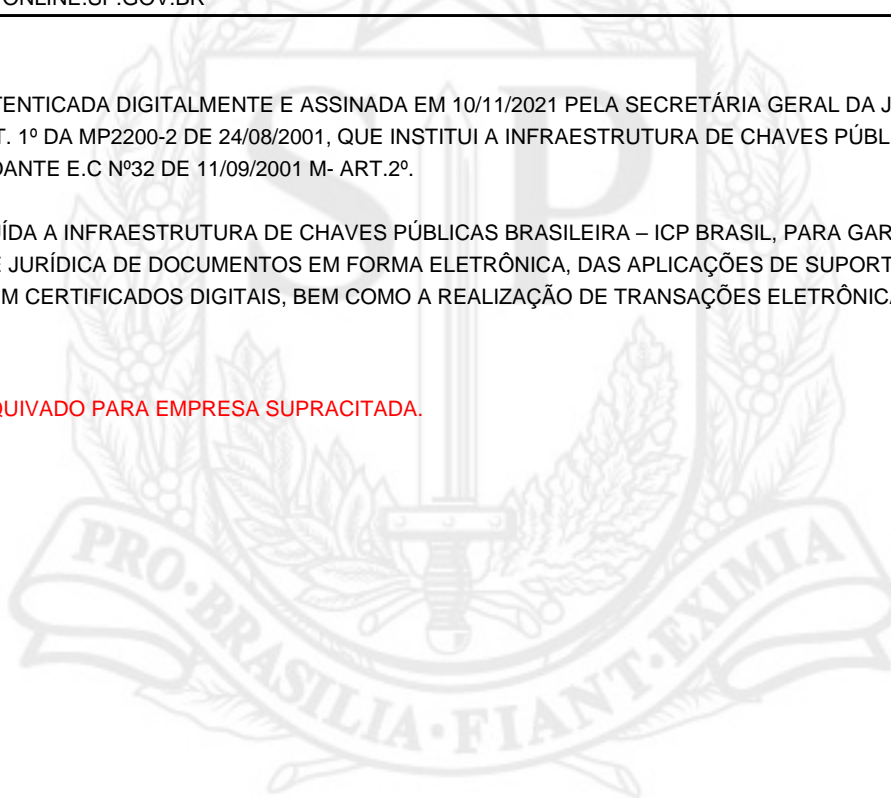 ONLINE.SP.GOV.BR
TENTICADA DIGITALMENTE E ASSINADA EM 10/11/2021 PELA SECRETÁRIA GERAL DA J
T. 1º DA MP2200-2 DE 24/08/2001, QUE INSTITUI A INFRAESTRUTURA DE CHAVES PÚBL
DANTE E.C Nº32 DE 11/09/2001 M- ART.2º.
ÍDA A INFRAESTRUTURA DE CHAVES PÚBLICAS BRASILEIRA – ICP BRASIL, PARA GAR
E JURÍDICA DE DOCUMENTOS EM FORMA ELETRÔNICA, DAS APLICAÇÕES DE SUPORT
EM CERTIFICADOS DIGITAIS, BEM COMO A REALIZAÇÃO DE TRANSAÇÕES ELETRÔNICA
QUIVADO PARA EMPRESA SUPRACITADA.
SP
PRO·BRASILIA·FIANT·EXIMIA